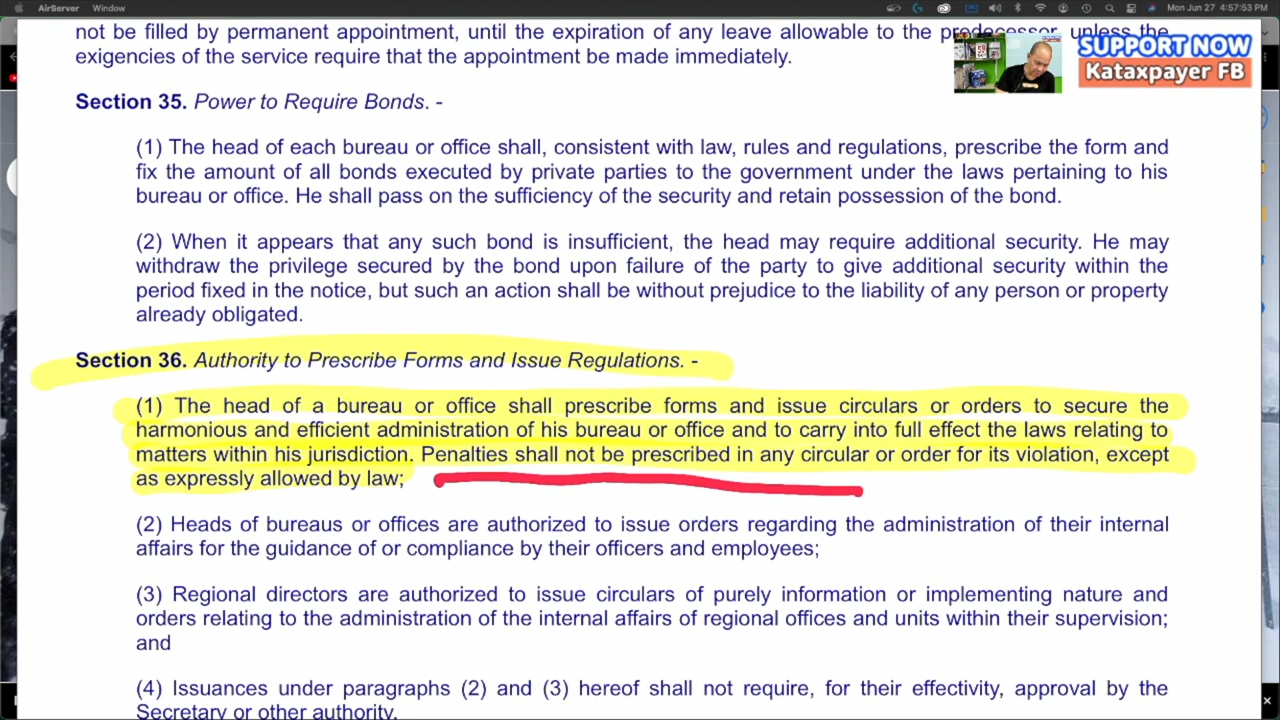 AirServer Window Mon Jun 27 4:57:53 PM
not be filled by permanent appointment, until the expiration of any leave allowable to the predecessor, unless the
exigencies of the service require that the appointment be made immediately.
SUPPORT NOW
Kataxpayer FB
Section 35. Power to Require Bonds. -
(1) The head of each bureau or office shall, consistent with law, rules and regulations, prescribe the form and
fix the amount of all bonds executed by private parties to the government under the laws pertaining to his
bureau or office. He shall pass on the sufficiency of the security and retain possession of the bond.
(2) When it appears that any such bond is insufficient, the head may require additional security. He may
withdraw the privilege secured by the bond upon failure of the party to give additional security within the
period fixed in the notice, but such an action shall be without prejudice to the liability of any person or property
already obligated.
Section 36. Authority to Prescribe Forms and Issue Regulations. -
(1) The head of a bureau or office shall prescribe forms and issue circulars or orders to secure the
harmonious and efficient administration of his bureau or office and to carry into full effect the laws relating to
matters within his jurisdiction. Penalties shall not be prescribed in any circular or order for its violation, except
as expressly allowed by law;
(2) Heads of bureaus or offices are authorized to issue orders regarding the administration of their internal
affairs for the guidance of or compliance by their officers and employees;
(3) Regional directors are authorized to issue circulars of purely information or implementing nature and
orders relating to the administration of the internal affairs of regional offices and units within their supervision;
and
(4) Issuances under paragraphs (2) and (3) hereof shall not require, for their effectivity, approval by the
Secretary or other authority.